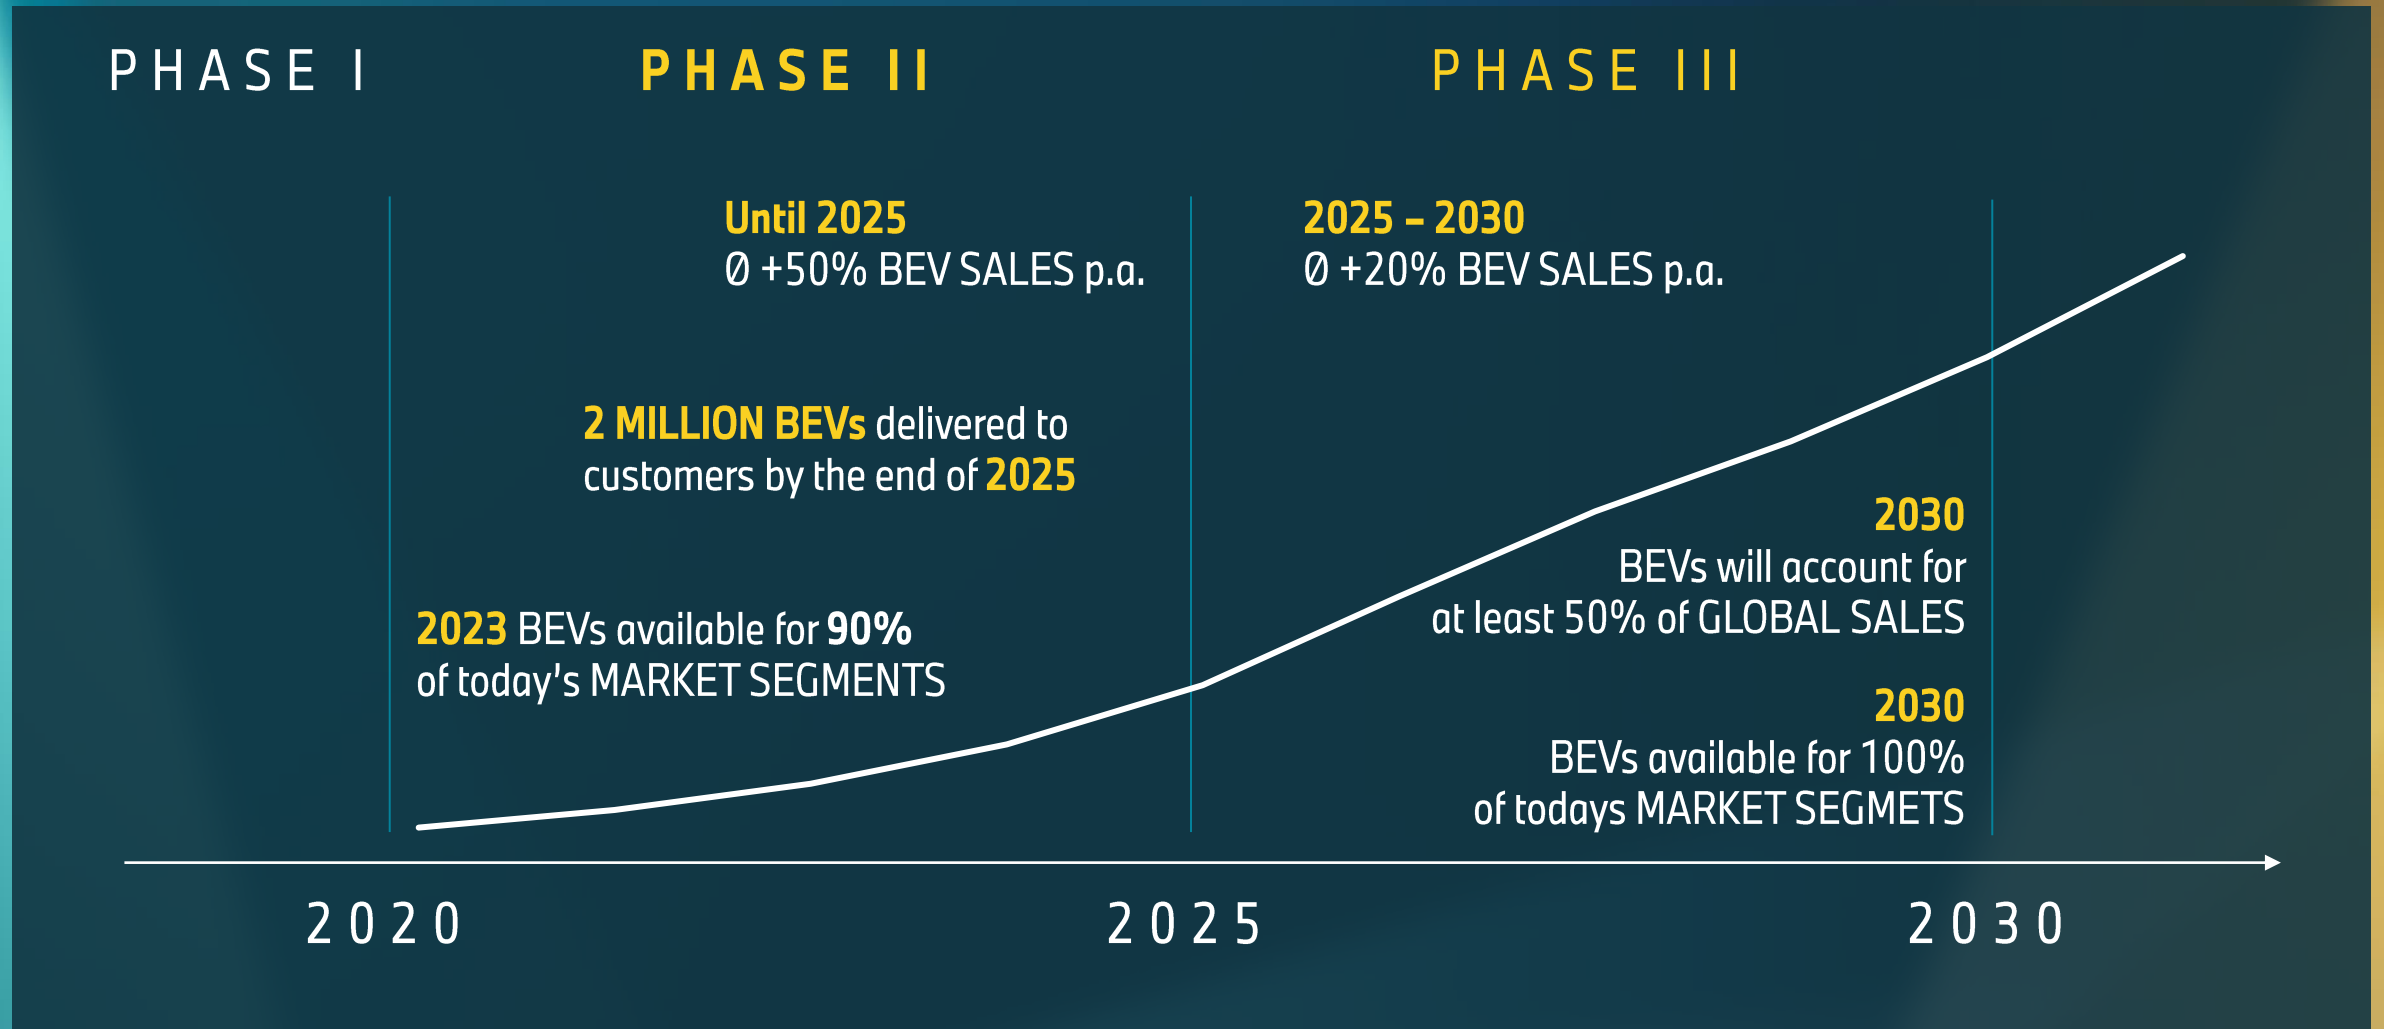 PHASE I
PHASE II
PHASE III
Until 2025
Ø +50% BEV SALES p.a.
2025 – 2030
Ø +20% BEV SALES p.a.
2 MILLION BEVs delivered to
customers by the end of 2025
2023 BEVs available for 90%
of today's MARKET SEGMENTS
2030
BEVs will account for
at least 50% of GLOBAL SALES
2030
BEVs available for 100%
of todays MARKET SEGMETS
2020
2025
2030